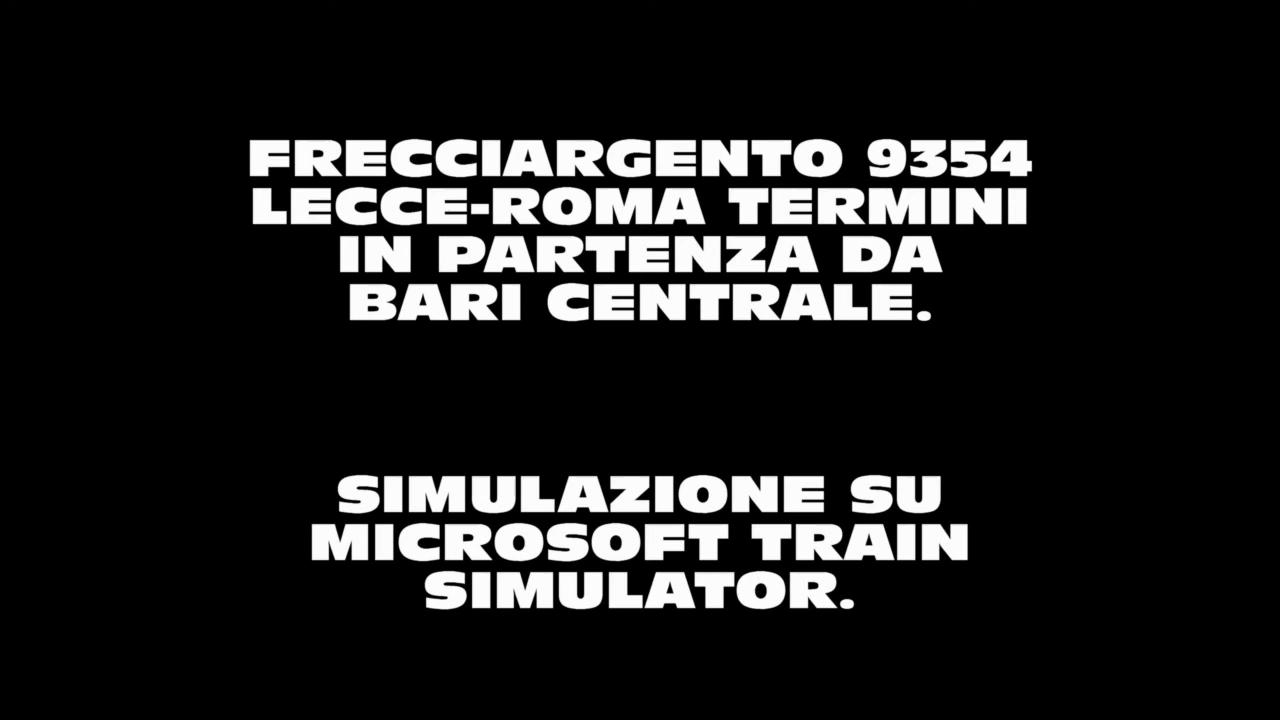 FRECCIARGENTO 9354
LECCE-ROMA TERMINI
IN PARTENZA DA
BARI CENTRALE.
SIMULAZIONE SU
MICROSOFT TRAIN
SIMULATOR.